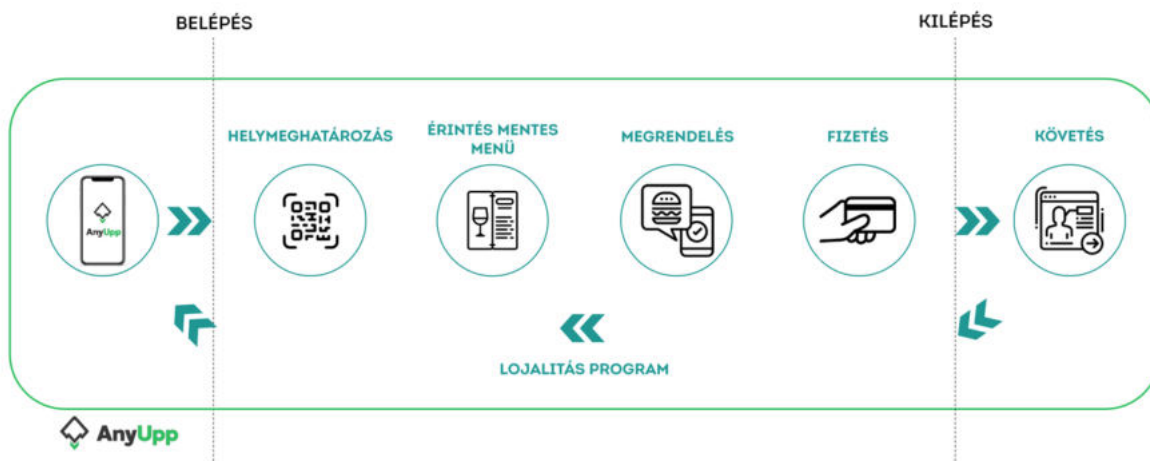 BELÉPÉS
KILÉPÉS
HELYMEGHATÁROZÁS
ÉRINTÉS MENTES
MENÜ
MEGRENDELÉS
FIZETÉS
KÖVETÉS
AnyUpp
LOJALITÁS PROGRAM
AnyUpp